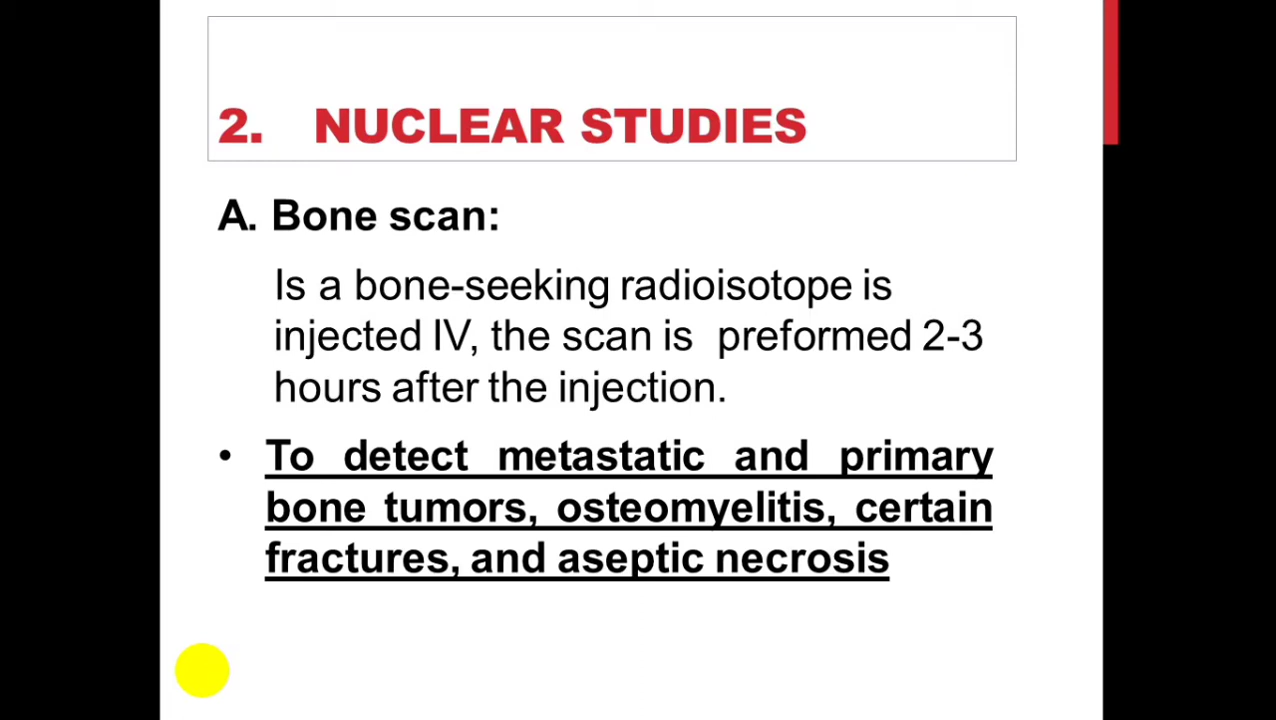 2. NUCLEAR STUDIES
A. Bone scan:
Is a bone-seeking radioisotope is
injected IV, the scan is preformed 2-3
hours after the injection.
• To detect metastatic and primary
bone tumors, osteomyelitis, certain
fractures, and aseptic necrosis